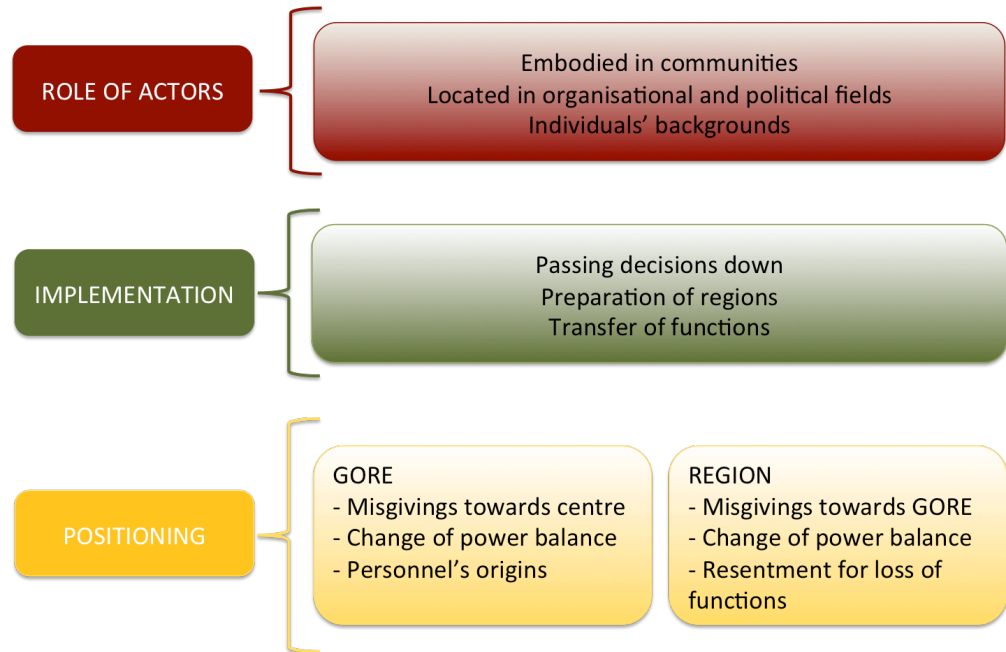 ROLE OF ACTORS
Embodied in communities
Located in organisational and political fields
Individuals’ backgrounds
IMPLEMENTATION
Passing decisions down
Preparation of regions
Transfer of functions
POSITIONING
GORE
- Misgivings towards centre
- Change of power balance
- Personnel’s origins
REGION
- Misgivings towards GORE
- Change of power balance
- Resentment for loss of
functions